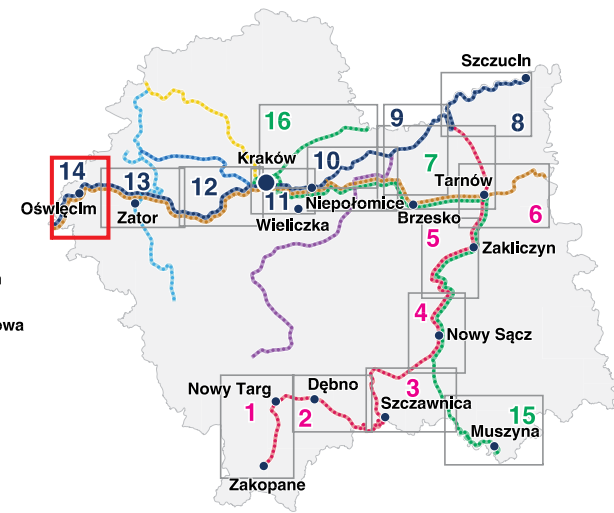 Szczucin
9
8
16
Kraków
10
7
14
13
12
11
Tarnów
Oświęcim
Zator
Niepołomice
Brzesko
6
Wieliczka
5
Zakliczyn
4
owa
Nowy Sącz
Nowy Targ
Dębno
3
1
2
Szczawnica
15
Muszyna
Zakopane